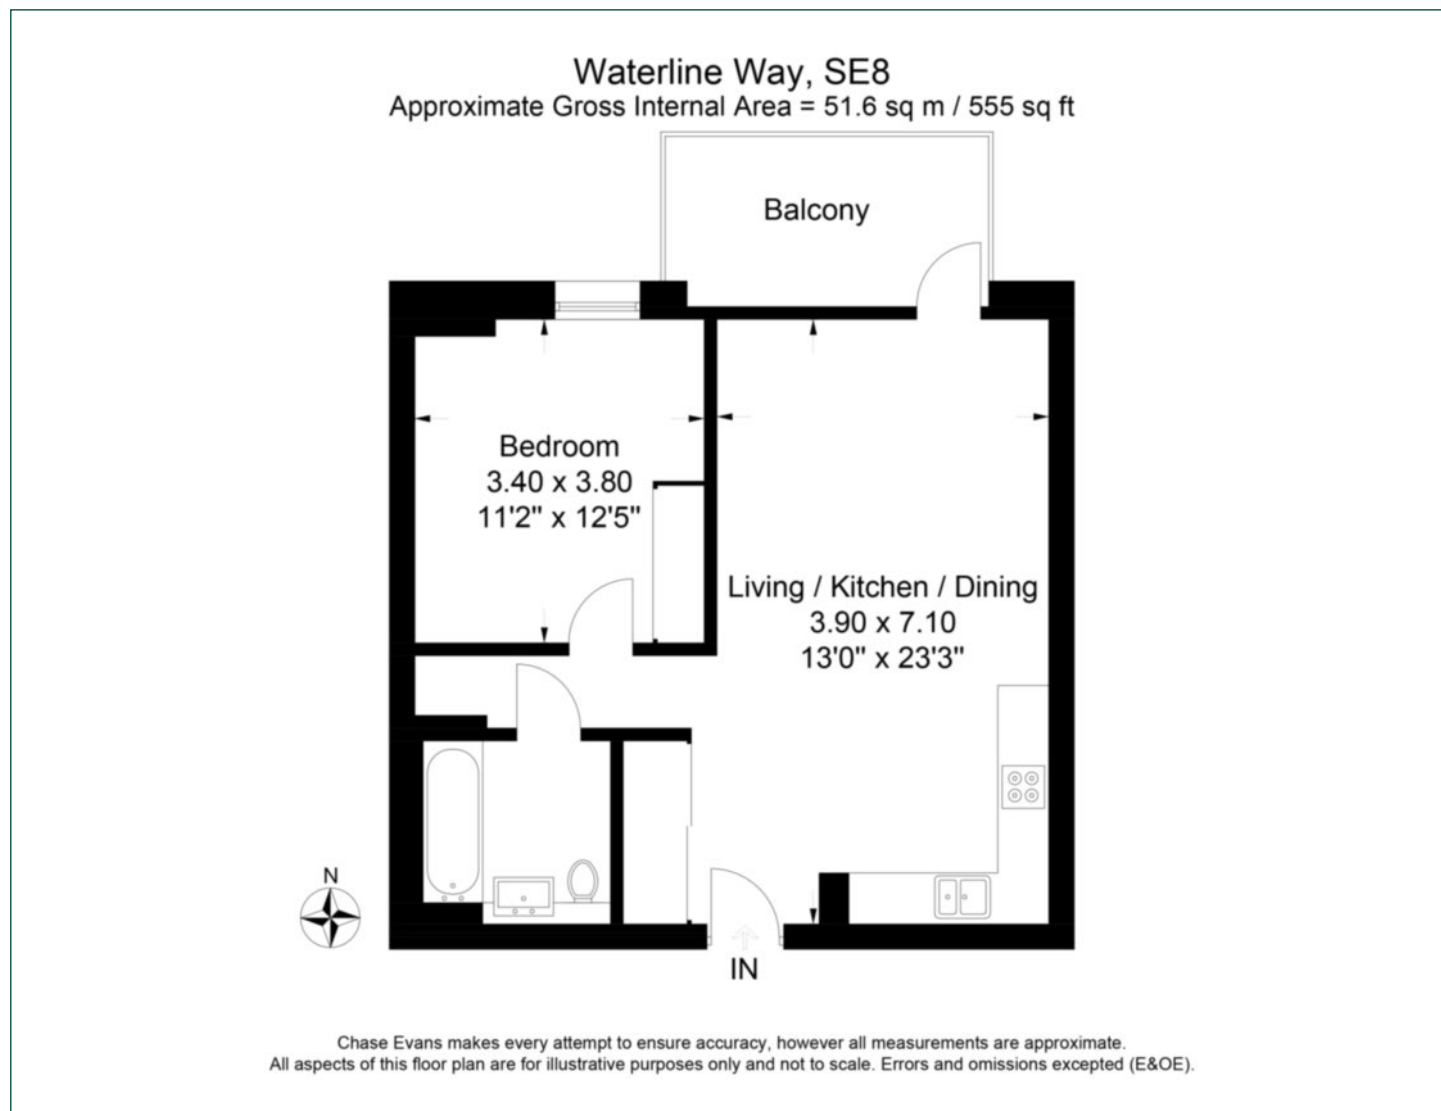 Waterline Way, SE8
Approximate Gross Internal Area = 51.6 sq m / 555 sq ft
Balcony
Bedroom
3.40 x 3.80
11'2" x 12'5"
Living / Kitchen / Dining
3.90 x 7.10
13'0" x 23'3"
N
IN
Chase Evans makes every attempt to ensure accuracy, however all measurements are approximate.
All aspects of this floor plan are for illustrative purposes only and not to scale. Errors and omissions excepted (E&OE).